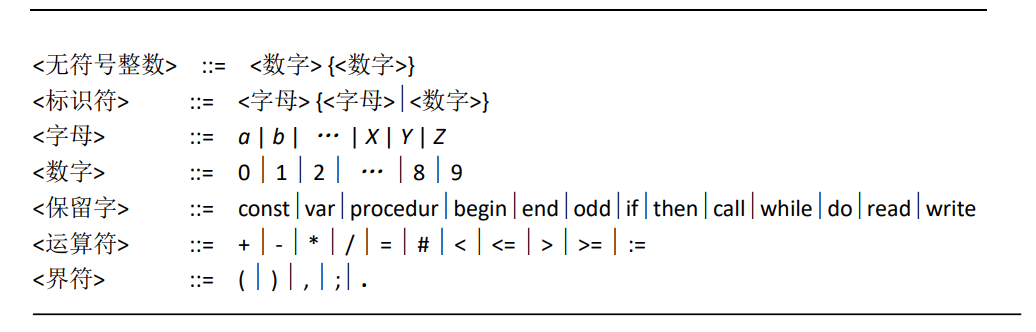 <无符号整数> ::= <数字>{<数字>}
<标识符> ::= <字母>{<字母>|<数字>}
<字母> ::= a | b | … | X | Y | Z
<数字> ::= 0 | 1 | 2 | … | 8 | 9
<保留字> ::= const|var|procedur|begin|end|odd|if|then|call|while|do|read|write
<运算符> ::= + | - | * | / | = | # | < | <= | > | >= | :=
<界符> ::= ( | ) | , | ; | .